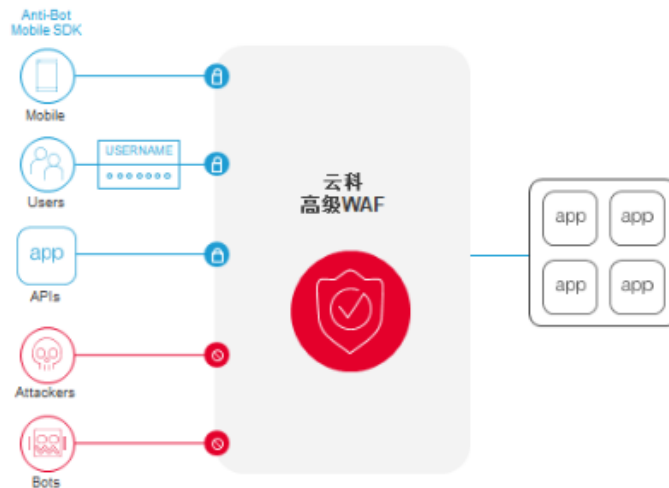 Anti-Bot
Mobile SDK
Mobile
USERNAME
Users
app
APIs
Attackers
Bots
云科
高级WAF
app
app
app
app